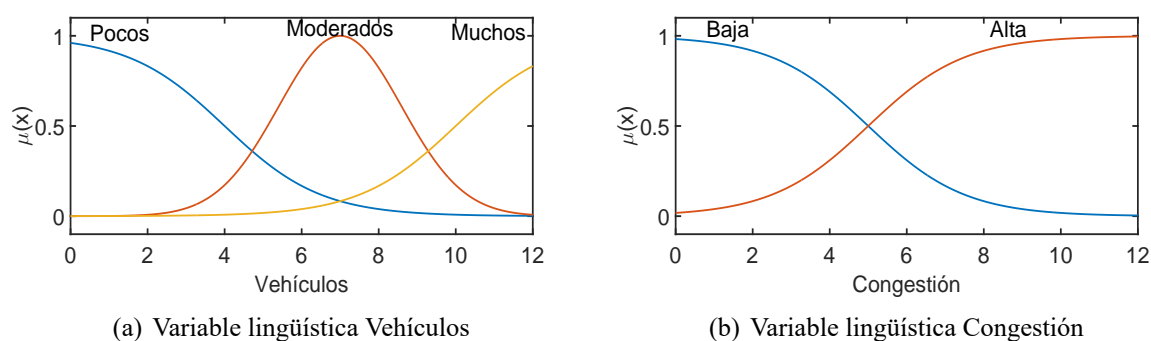 Pocos Moderados Muchos
1
0.5
0
μ(x)
0 2 4 6 8 10 12
Vehículos
(a) Variable lingüística Vehículos
Baja Alta
1
0.5
0
μ(x)
0 2 4 6 8 10 12
Congestión
(b) Variable lingüística Congestión